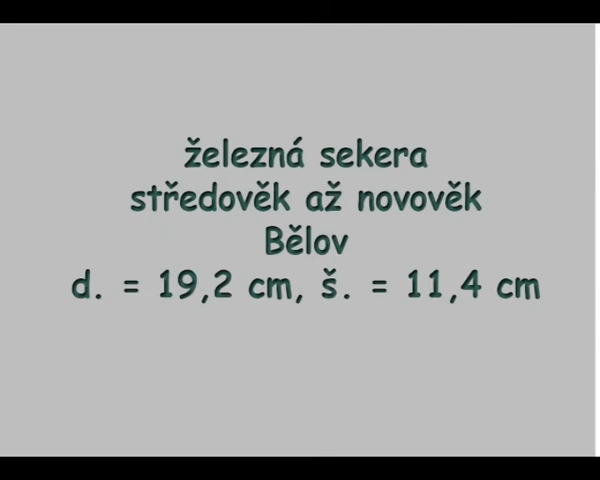 železná sekera
středověk až novověk
Bělov
d. = 19,2 cm, š. = 11,4 cm